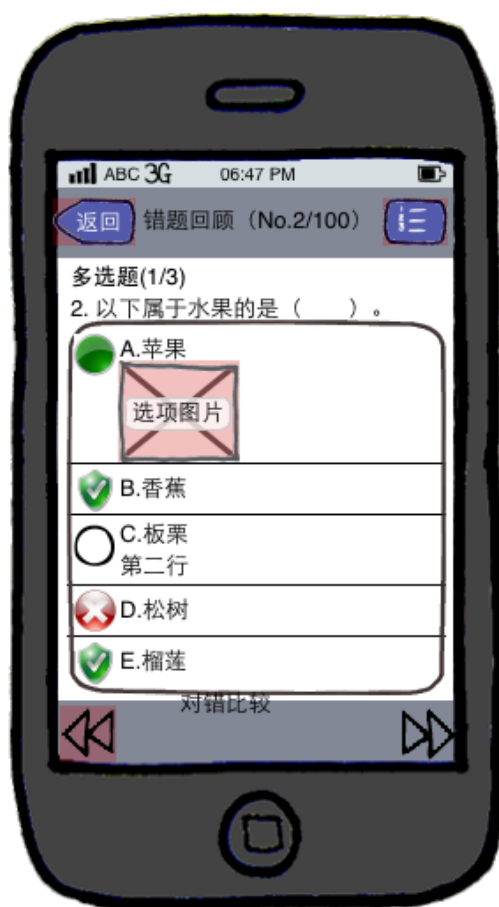 ABC 3G 06:47 PM
返回 错题回顾（No.2/100）
多选题(1/3)
2. 以下属于水果的是（　　）。
A.苹果
选项图片
B.香蕉
C.板栗
第二行
D.松树
E.榴莲
对错比较